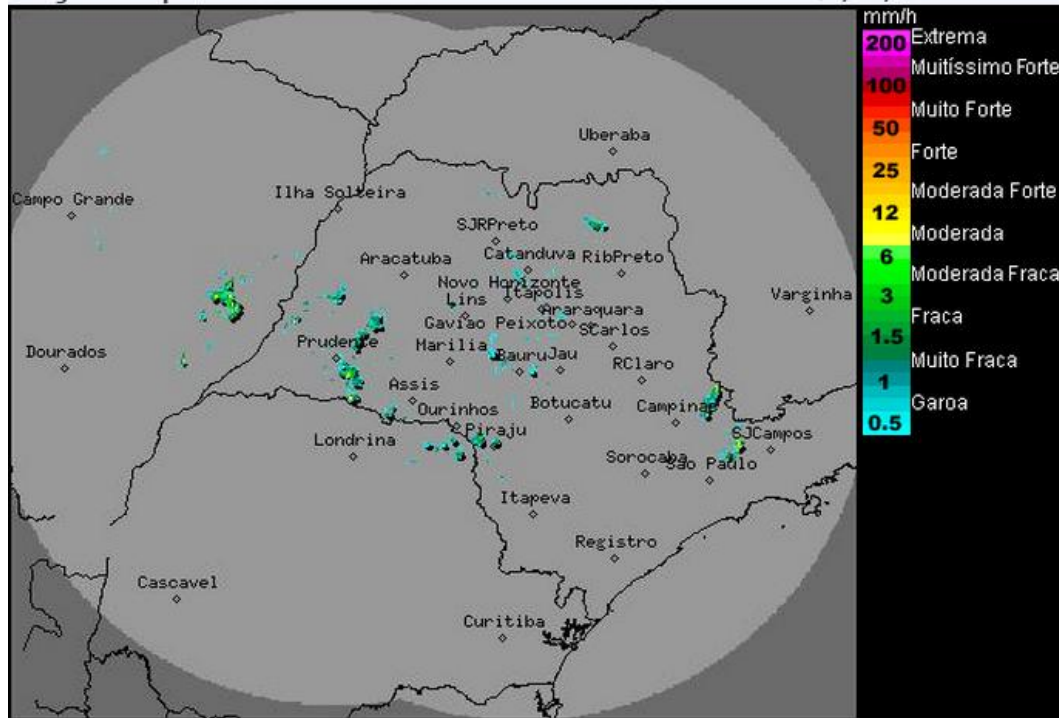 mm/h
200 Extrema
Muitíssimo Forte
100
Muito Forte
50
Forte
25
Moderada Forte
12
Moderada
6
Moderada Fraca
3
Fraca
1.5
Muito Fraca
1
Garoa
0.5
Uberaba
Campo Grande
Ilha Solteira
SJRPreto
Catanduva
Aracatuba
RibPreto
Novo Horizonte
Itapolis
Lins
Araraquara
Varginha
Gaviao Peixoto
SCarlos
Prudente
Marilia
Dourados
Bauru
Jau
RClaro
Assis
Botucatu
Campinas
Ourinhos
Piraju
SJCampos
Londrina
Sorocaba
Sao Paulo
Itapeva
Registro
Cascavel
Curitiba